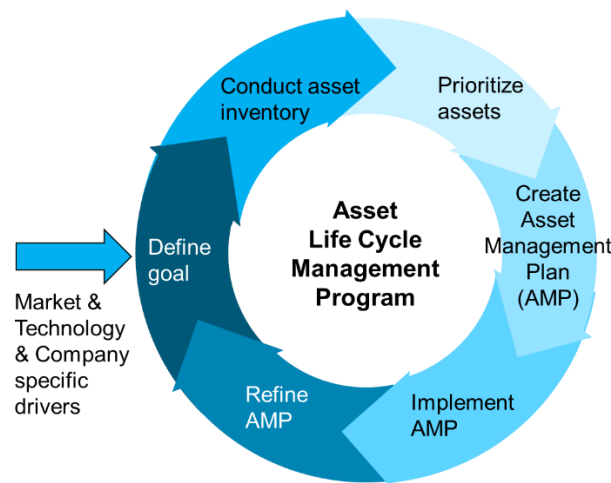 Conduct asset
inventory
Prioritize
assets
Create
Asset
Management
Plan
(AMP)
Implement
AMP
Refine
AMP
Define
goal
Asset
Life Cycle
Management
Program
Market &
Technology
& Company
specific
drivers